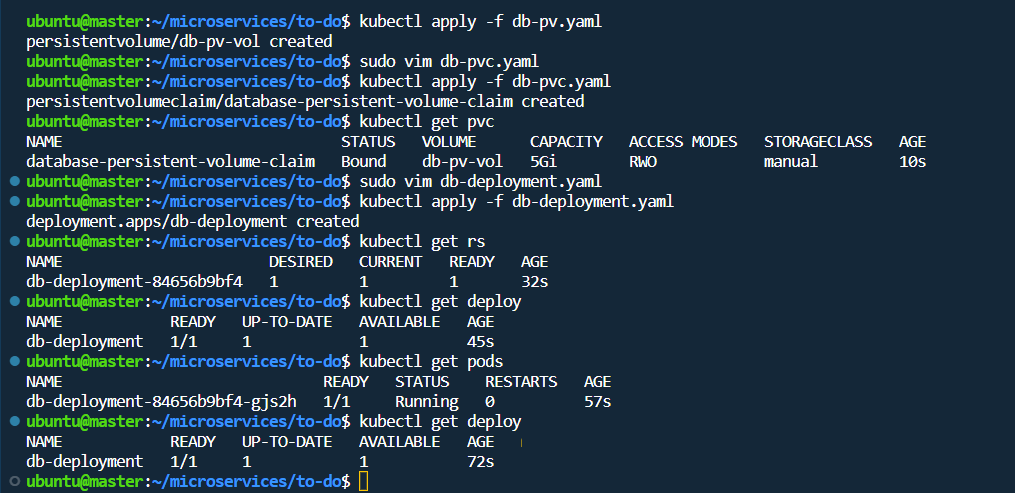 ubuntu@master:~/microservices/to-do$ kubectl apply -f db-pv.yaml
persistentvolume/db-pv-vol created
ubuntu@master:~/microservices/to-do$ sudo vim db-pvc.yaml
ubuntu@master:~/microservices/to-do$ kubectl apply -f db-pvc.yaml
persistentvolumeclaim/database-persistent-volume-claim created
ubuntu@master:~/microservices/to-do$ kubectl get pvc
NAME                               STATUS   VOLUME      CAPACITY   ACCESS MODES   STORAGECLASS   AGE
database-persistent-volume-claim   Bound    db-pv-vol   5Gi        RWO            manual         10s
ubuntu@master:~/microservices/to-do$ sudo vim db-deployment.yaml
ubuntu@master:~/microservices/to-do$ kubectl apply -f db-deployment.yaml
deployment.apps/db-deployment created
ubuntu@master:~/microservices/to-do$ kubectl get rs
NAME                       DESIRED   CURRENT   READY   AGE
db-deployment-84656b9bf4   1         1         1       32s
ubuntu@master:~/microservices/to-do$ kubectl get deploy
NAME            READY   UP-TO-DATE   AVAILABLE   AGE
db-deployment   1/1     1            1           45s
ubuntu@master:~/microservices/to-do$ kubectl get pods
NAME                             READY   STATUS    RESTARTS   AGE
db-deployment-84656b9bf4-gjs2h   1/1     Running   0          57s
ubuntu@master:~/microservices/to-do$ kubectl get deploy
NAME            READY   UP-TO-DATE   AVAILABLE   AGE
db-deployment   1/1     1            1           72s
ubuntu@master:~/microservices/to-do$